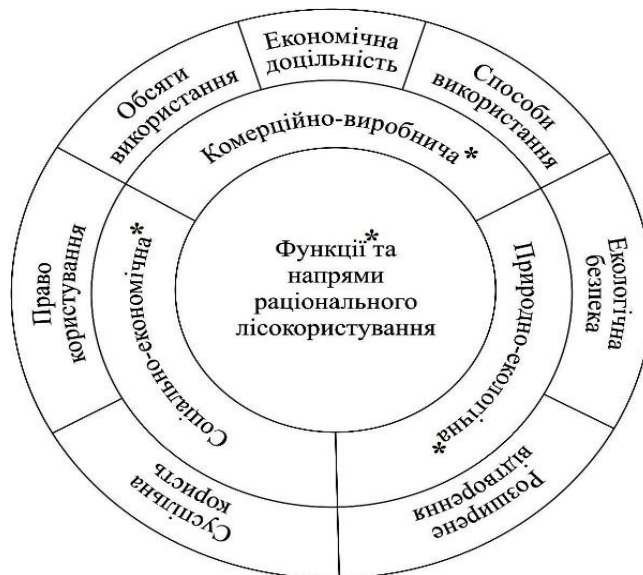 Економічна
доцільність
Способи
використання
Екологічна
безпека
Розширене
відтворення
Суспільна
користь
Право
користування
Обсяги
використання
Комерційно-виробнича*
Природно-екологічна*
Соціально-економічна*
Функції* та
напрями
раціонального
лісокористування